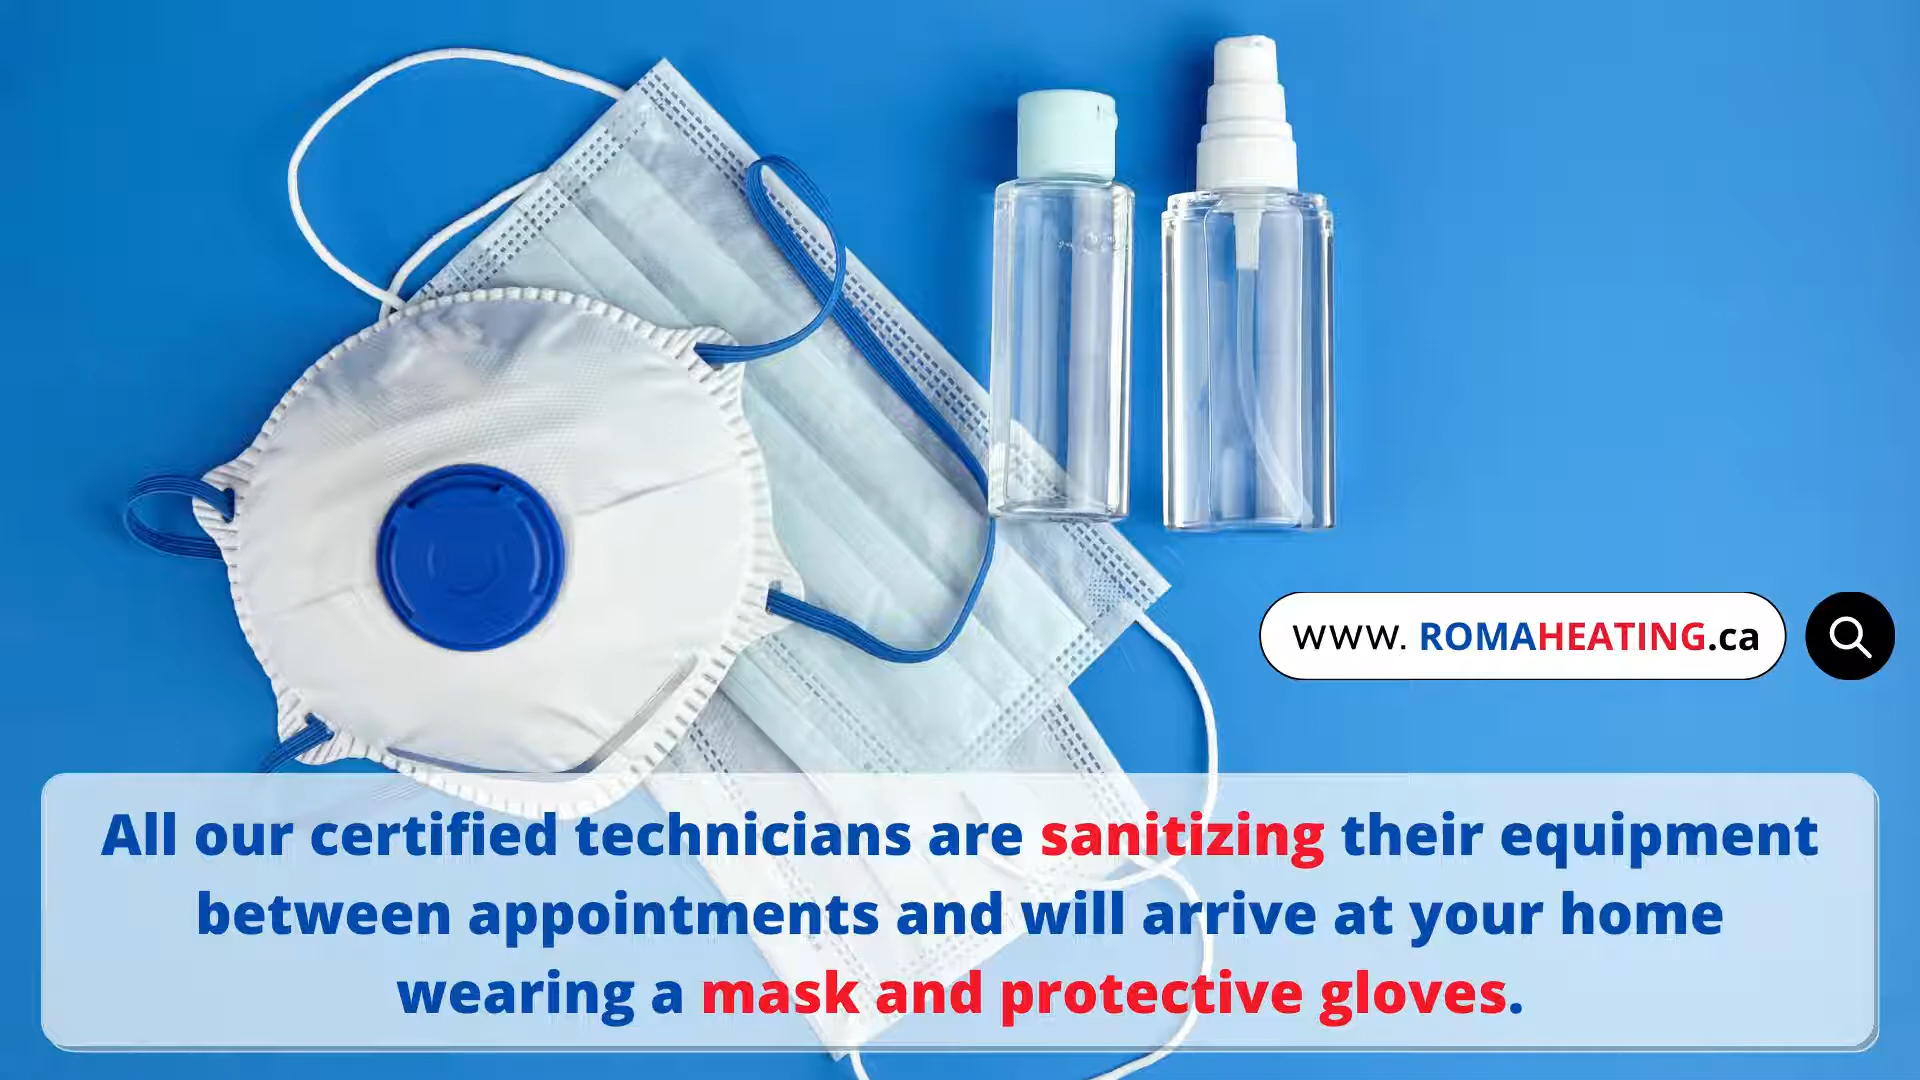 www. ROMAHEATING.ca
All our certified technicians are sanitizing their equipment
between appointments and will arrive at your home
wearing a mask and protective gloves.